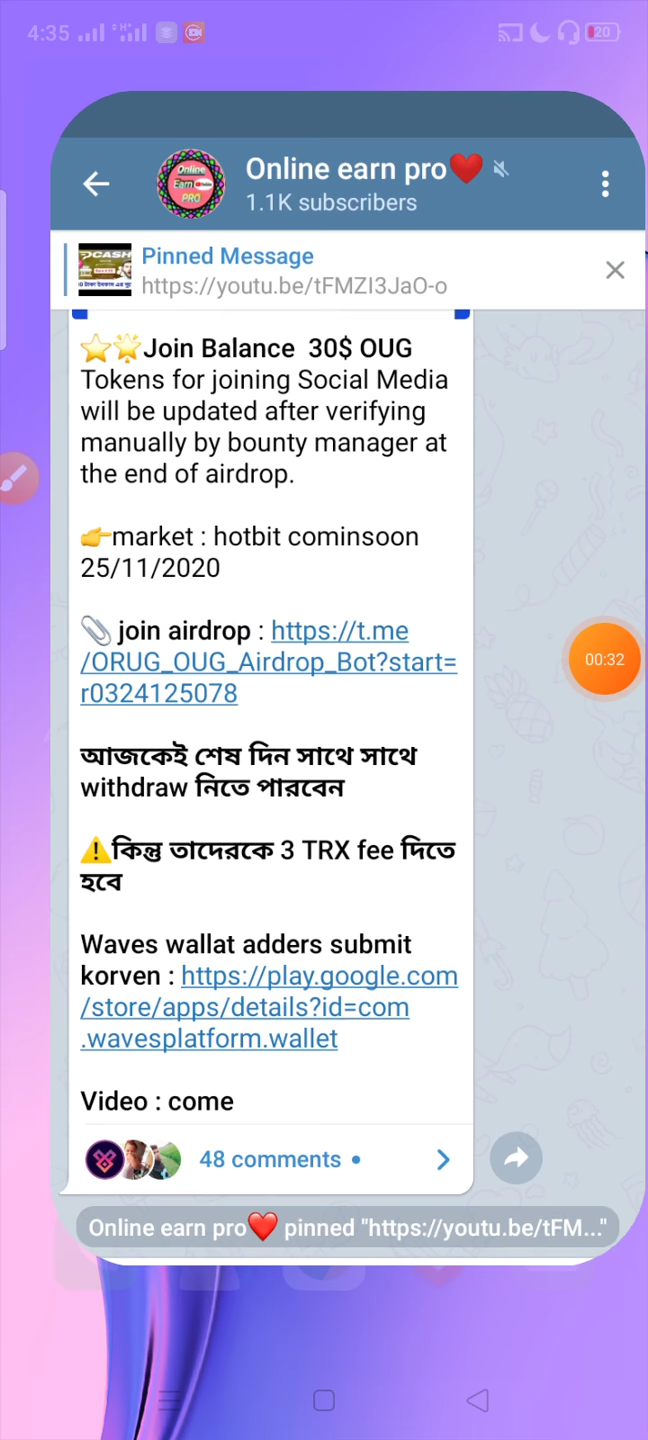 4:35
20
Online earn pro❤️
1.1K subscribers
Online
Earn
PRO
Pinned Message
https://youtu.be/tFMZI3JaO-o
⭐🌟Join Balance 30$ OUG
Tokens for joining Social Media
will be updated after verifying
manually by bounty manager at
the end of airdrop.
👉market : hotbit cominsoon
25/11/2020
📎 join airdrop : https://t.me
/ORUG_OUG_Airdrop_Bot?start=
r0324125078
আজকেই শেষ দিন সাথে সাথে
withdraw নিতে পারবেন
⚠️কিন্তু তাদেরকে 3 TRX fee দিতে
হবে
Waves wallat adders submit
korven : https://play.google.com
/store/apps/details?id=com
.wavesplatform.wallet
Video : come
48 comments
Online earn pro❤️ pinned "https://youtu.be/tFM..."
00:32